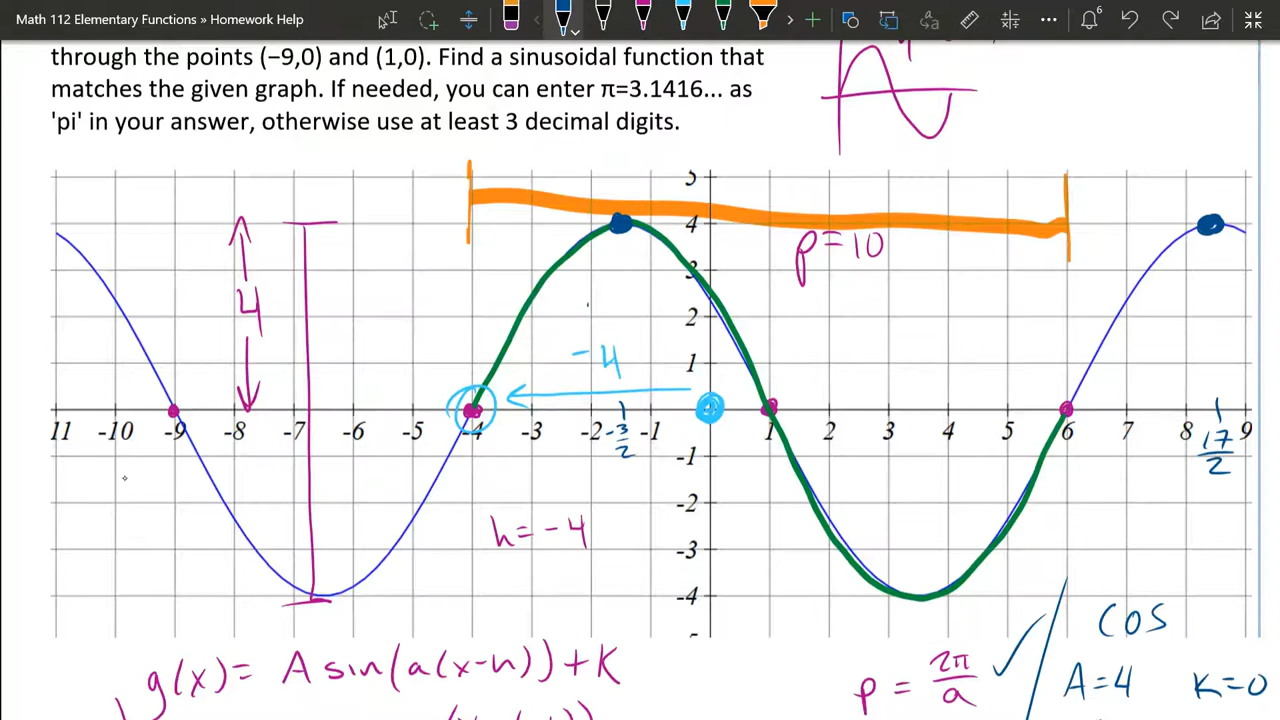 Math 112 Elementary Functions » Homework Help
6
through the points (−9,0) and (1,0). Find a sinusoidal function that
matches the given graph. If needed, you can enter π=3.1416... as
'pi' in your answer, otherwise use at least 3 decimal digits.
5
4
p=10
3
4
2
-4
1
11 -10 -9 -8 -7 -6 -5 -4 -3 -2 -1 1 2 3 4 5 6 7 8 9
-3/2
17/2
-1
-2
h=-4
-3
-4
COS
g(x)= A sin(a(x-h))+K
p = 2π/a
A=4 K=0